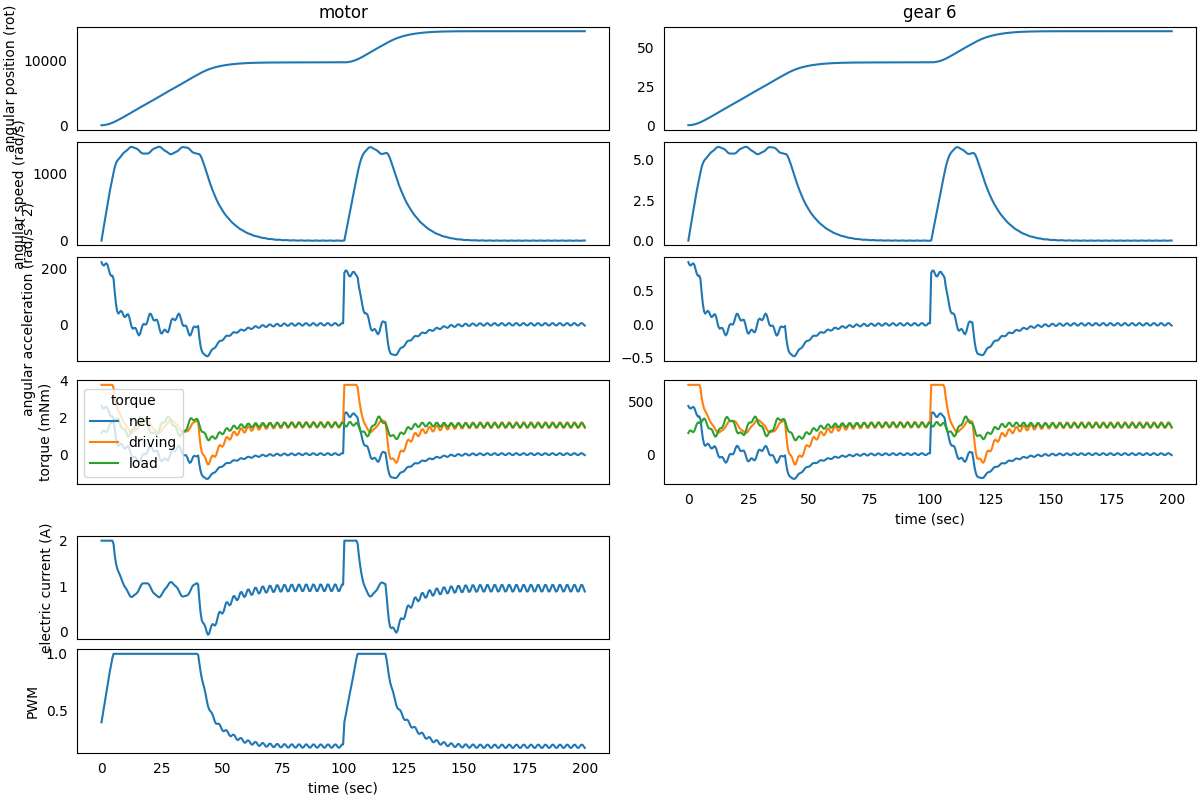 motor
gear 6
angular position (rot)
10000
0
50
25
0
angular speed (rad/s)
1000
0
5.0
2.5
0.0
angular acceleration (rad/s^2)
200
0
0.5
0.0
−0.5
torque (mNm)
4
2
0
torque
net
driving
load
500
0
0 25 50 75 100 125 150 175 200
time (sec)
electric current (A)
2
1
0
PWM
1.0
0.5
0 25 50 75 100 125 150 175 200
time (sec)